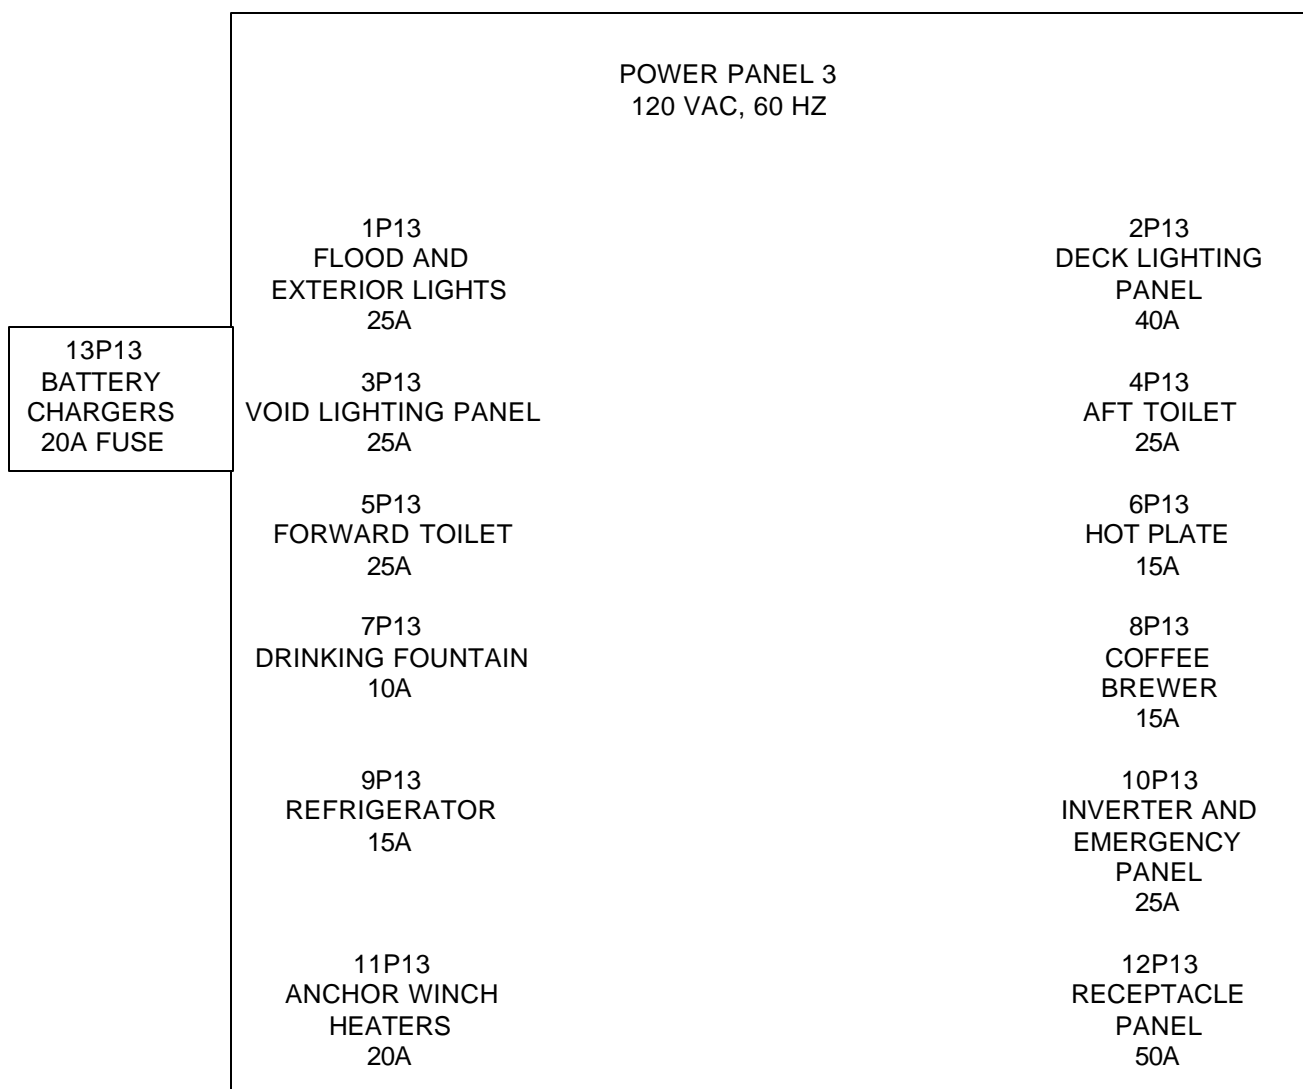 POWER PANEL 3
120 VAC, 60 HZ
1P13
FLOOD AND
EXTERIOR LIGHTS
25A
2P13
DECK LIGHTING
PANEL
40A
13P13
BATTERY
CHARGERS
20A FUSE
3P13
VOID LIGHTING PANEL
25A
4P13
AFT TOILET
25A
5P13
FORWARD TOILET
25A
6P13
HOT PLATE
15A
7P13
DRINKING FOUNTAIN
10A
8P13
COFFEE
BREWER
15A
9P13
REFRIGERATOR
15A
10P13
INVERTER AND
EMERGENCY
PANEL
25A
11P13
ANCHOR WINCH
HEATERS
20A
12P13
RECEPTACLE
PANEL
50A